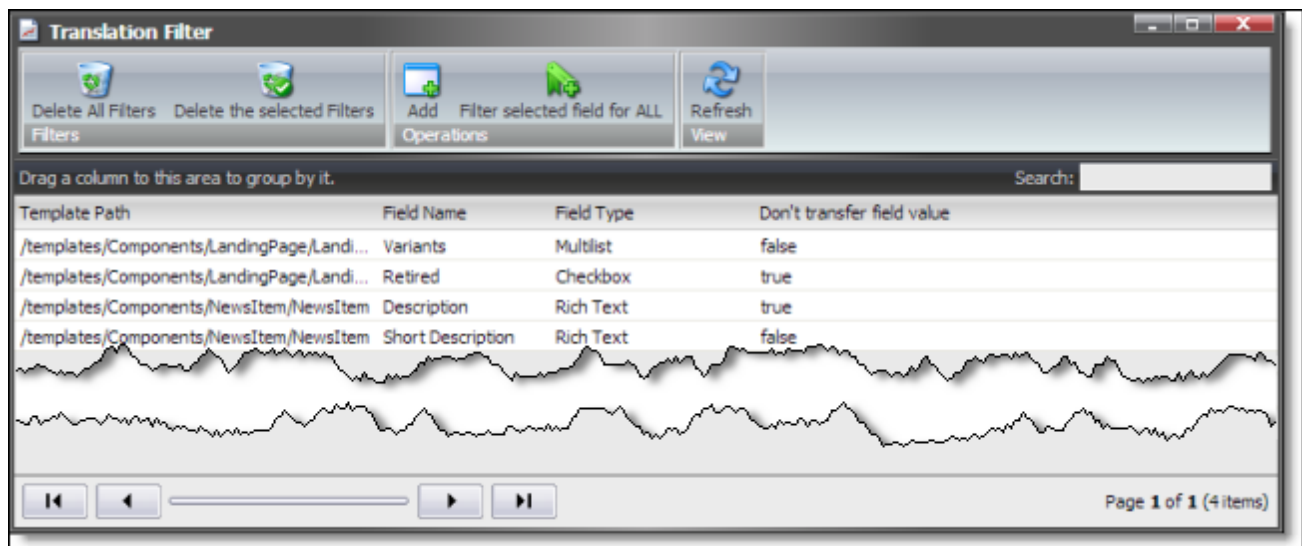 Translation Filter
Delete All Filters Delete the selected Filters Add Filter selected field for ALL Refresh
Filters Operations View
Drag a column to this area to group by it. Search:
Template Path Field Name Field Type Don't transfer field value
/templates/Components/LandingPage/Landi... Variants Multilist false
/templates/Components/LandingPage/Landi... Retired Checkbox true
/templates/Components/NewsItem/NewsItem Description Rich Text true
/templates/Components/NewsItem/NewsItem Short Description Rich Text false
Page 1 of 1 (4 items)